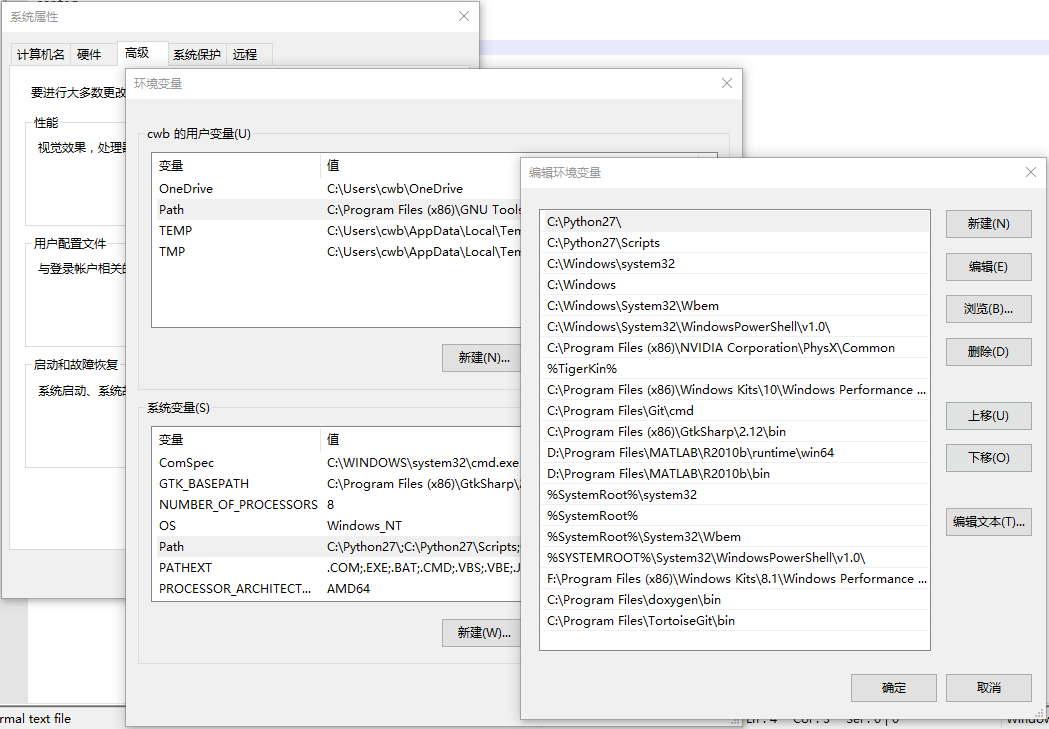 系统属性
计算机名 硬件 高级 系统保护 远程
要进行大多数更改
性能
视觉效果，处理器
用户配置文件
与登录帐户相关的
启动和故障恢复
系统启动、系统故
环境变量
cwb 的用户变量(U)
变量 值
OneDrive C:\Users\cwb\OneDrive
Path C:\Program Files (x86)\GNU Tools
TEMP C:\Users\cwb\AppData\Local\Tem
TMP C:\Users\cwb\AppData\Local\Tem
新建(N)...
系统变量(S)
变量 值
ComSpec C:\WINDOWS\system32\cmd.exe
GTK_BASEPATH C:\Program Files (x86)\GtkSharp\
NUMBER_OF_PROCESSORS 8
OS Windows_NT
Path C:\Python27\;C:\Python27\Scripts;
PATHEXT .COM;.EXE;.BAT;.CMD;.VBS;.VBE;.J
PROCESSOR_ARCHITECT... AMD64
新建(W)...
编辑环境变量
C:\Python27\
C:\Python27\Scripts
C:\Windows\system32
C:\Windows
C:\Windows\System32\Wbem
C:\Windows\System32\WindowsPowerShell\v1.0\
C:\Program Files (x86)\NVIDIA Corporation\PhysX\Common
%TigerKin%
C:\Program Files (x86)\Windows Kits\10\Windows Performance ...
C:\Program Files\Git\cmd
C:\Program Files (x86)\GtkSharp\2.12\bin
D:\Program Files\MATLAB\R2010b\runtime\win64
D:\Program Files\MATLAB\R2010b\bin
%SystemRoot%\system32
%SystemRoot%
%SystemRoot%\System32\Wbem
%SYSTEMROOT%\System32\WindowsPowerShell\v1.0\
F:\Program Files (x86)\Windows Kits\8.1\Windows Performance ...
C:\Program Files\doxygen\bin
C:\Program Files\TortoiseGit\bin
新建(N)
编辑(E)
浏览(B)...
删除(D)
上移(U)
下移(O)
编辑文本(T)...
确定 取消
rmal text file Ln : 4 Col : 3 Sel : 0 | 0 Window